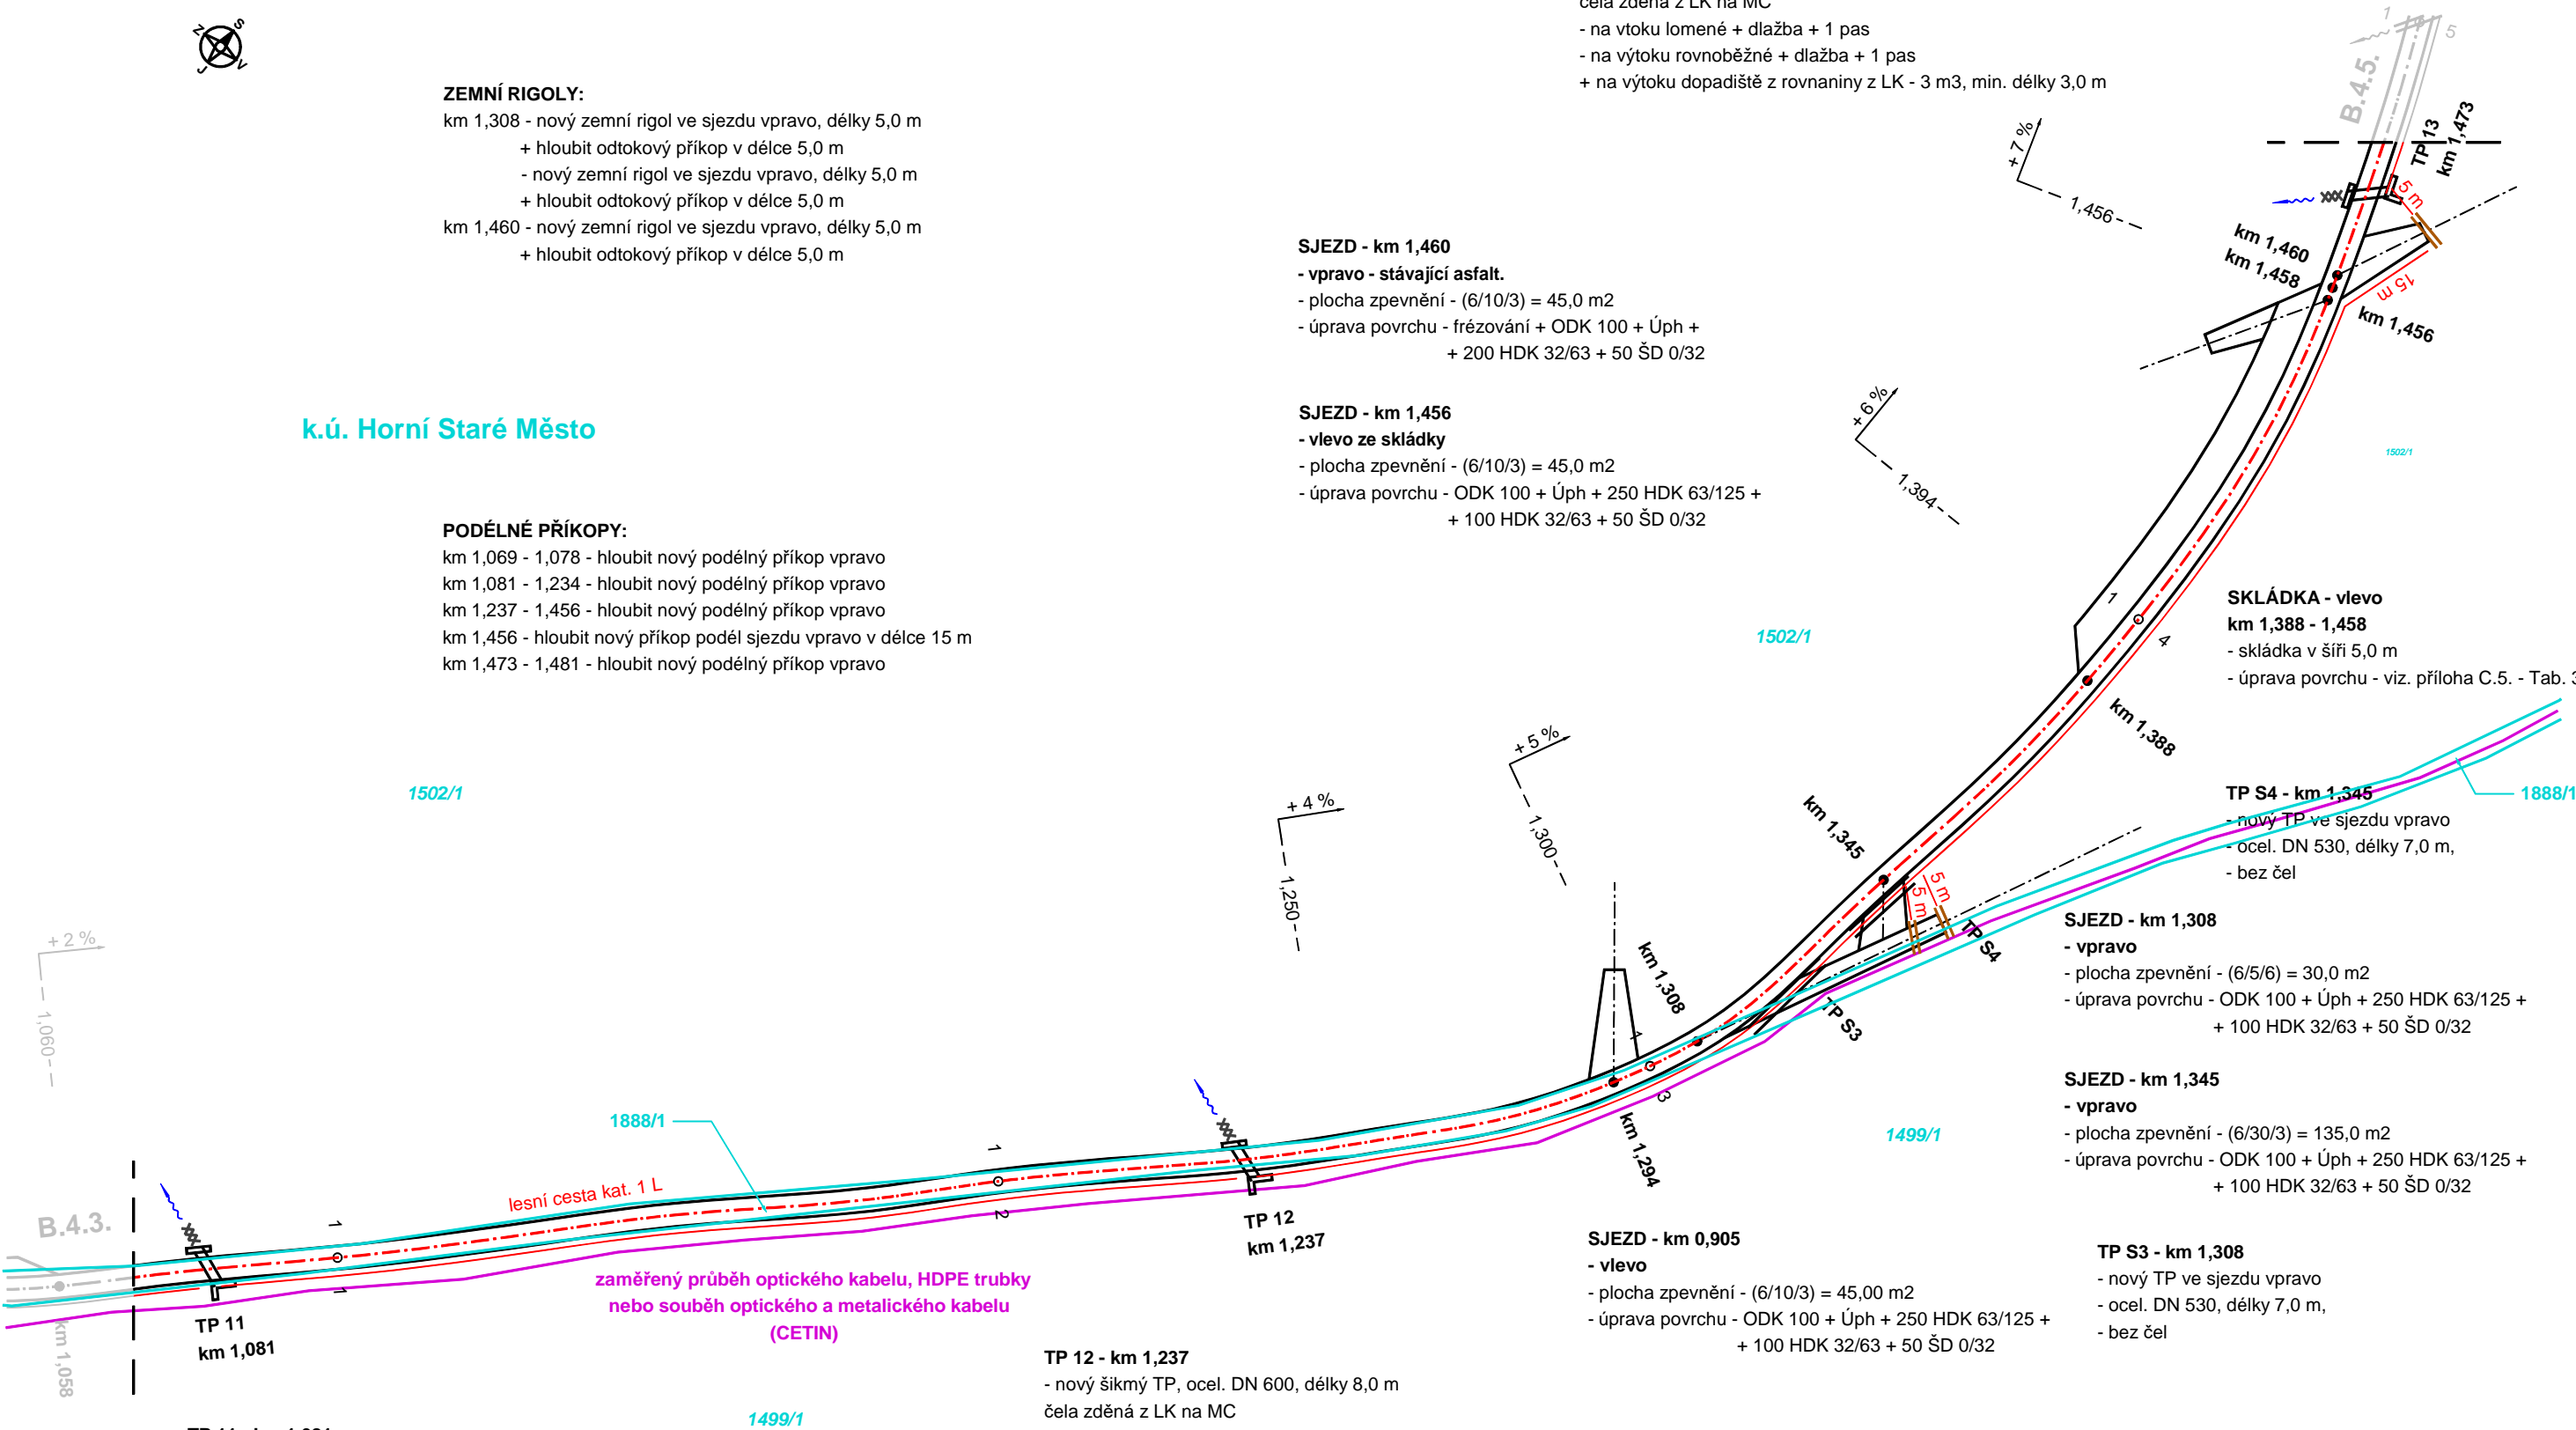 čela zděná z LK na MC
- na vtoku lomené + dlažba + 1 pas
- na výtoku rovnoběžné + dlažba + 1 pas
+ na výtoku dopadiště z rovnaniny z LK - 3 m3, min. délky 3,0 m
Z
S
J
V
ZEMNÍ RIGOLY:
km 1,308 - nový zemní rigol ve sjezdu vpravo, délky 5,0 m
+ hloubit odtokový příkop v délce 5,0 m
- nový zemní rigol ve sjezdu vpravo, délky 5,0 m
+ hloubit odtokový příkop v délce 5,0 m
km 1,460 - nový zemní rigol ve sjezdu vpravo, délky 5,0 m
+ hloubit odtokový příkop v délce 5,0 m
1
5
B.4.5.
TP 13
km 1,473
5 m
+ 7 %
1,456
km 1,460
km 1,458
15 m
km 1,456
SJEZD - km 1,460
- vpravo - stávající asfalt.
- plocha zpevnění - (6/10/3) = 45,0 m2
- úprava povrchu - frézování + ODK 100 + Úph +
+ 200 HDK 32/63 + 50 ŠD 0/32
k.ú. Horní Staré Město
SJEZD - km 1,456
- vlevo ze skládky
- plocha zpevnění - (6/10/3) = 45,0 m2
- úprava povrchu - ODK 100 + Úph + 250 HDK 63/125 +
+ 100 HDK 32/63 + 50 ŠD 0/32
+ 6 %
1,394
1502/1
PODÉLNÉ PŘÍKOPY:
km 1,069 - 1,078 - hloubit nový podélný příkop vpravo
km 1,081 - 1,234 - hloubit nový podélný příkop vpravo
km 1,237 - 1,456 - hloubit nový podélný příkop vpravo
km 1,456 - hloubit nový příkop podél sjezdu vpravo v délce 15 m
km 1,473 - 1,481 - hloubit nový podélný příkop vpravo
1502/1
1
4
SKLÁDKA - vlevo
km 1,388 - 1,458
- skládka v šíři 5,0 m
- úprava povrchu - viz. příloha C.5. - Tab. 3
km 1,388
1502/1
+ 5 %
1,300
+ 4 %
1,250
km 1,345
TP S4 - km 1,345
- nový TP ve sjezdu vpravo
- ocel. DN 530, délky 7,0 m,
- bez čel
1888/1
5 m
5 m
TP S4
TP S3
+ 2 %
1,060
km 1,308
SJEZD - km 1,308
- vpravo
- plocha zpevnění - (6/5/6) = 30,0 m2
- úprava povrchu - ODK 100 + Úph + 250 HDK 63/125 +
+ 100 HDK 32/63 + 50 ŠD 0/32
1
3
km 1,294
1499/1
SJEZD - km 1,345
- vpravo
- plocha zpevnění - (6/30/3) = 135,0 m2
- úprava povrchu - ODK 100 + Úph + 250 HDK 63/125 +
+ 100 HDK 32/63 + 50 ŠD 0/32
1888/1
lesní cesta kat. 1 L
1
2
1
1
B.4.3.
km 1,058
TP 11
km 1,081
TP 12
km 1,237
zaměřený průběh optického kabelu, HDPE trubky
nebo souběh optického a metalického kabelu
(CETIN)
SJEZD - km 0,905
- vlevo
- plocha zpevnění - (6/10/3) = 45,00 m2
- úprava povrchu - ODK 100 + Úph + 250 HDK 63/125 +
+ 100 HDK 32/63 + 50 ŠD 0/32
TP S3 - km 1,308
- nový TP ve sjezdu vpravo
- ocel. DN 530, délky 7,0 m,
- bez čel
TP 12 - km 1,237
- nový šikmý TP, ocel. DN 600, délky 8,0 m
čela zděná z LK na MC
1499/1